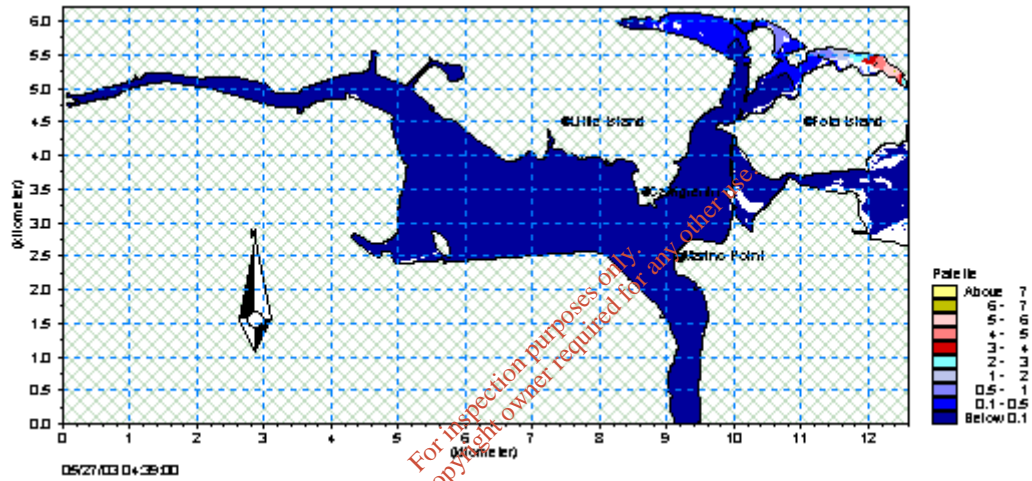 6.0
5.5
5.0
4.5
4.0
3.5
3.0
2.5
2.0
1.5
1.0
0.5
0.0
(kilometer)
0 1 2 3 4 5 6 7 8 9 10 11 12
(kilometer)
N
Little Island
Fota Island
Marino Point
For inspection purposes only.
copyright owner required for any other use.
Palette
Above 7
6 - 7
5 - 6
4 - 5
3 - 4
2 - 3
1 - 2
0.5 - 1
0.1 - 0.5
Below 0.1
05/27/03 04:39:00